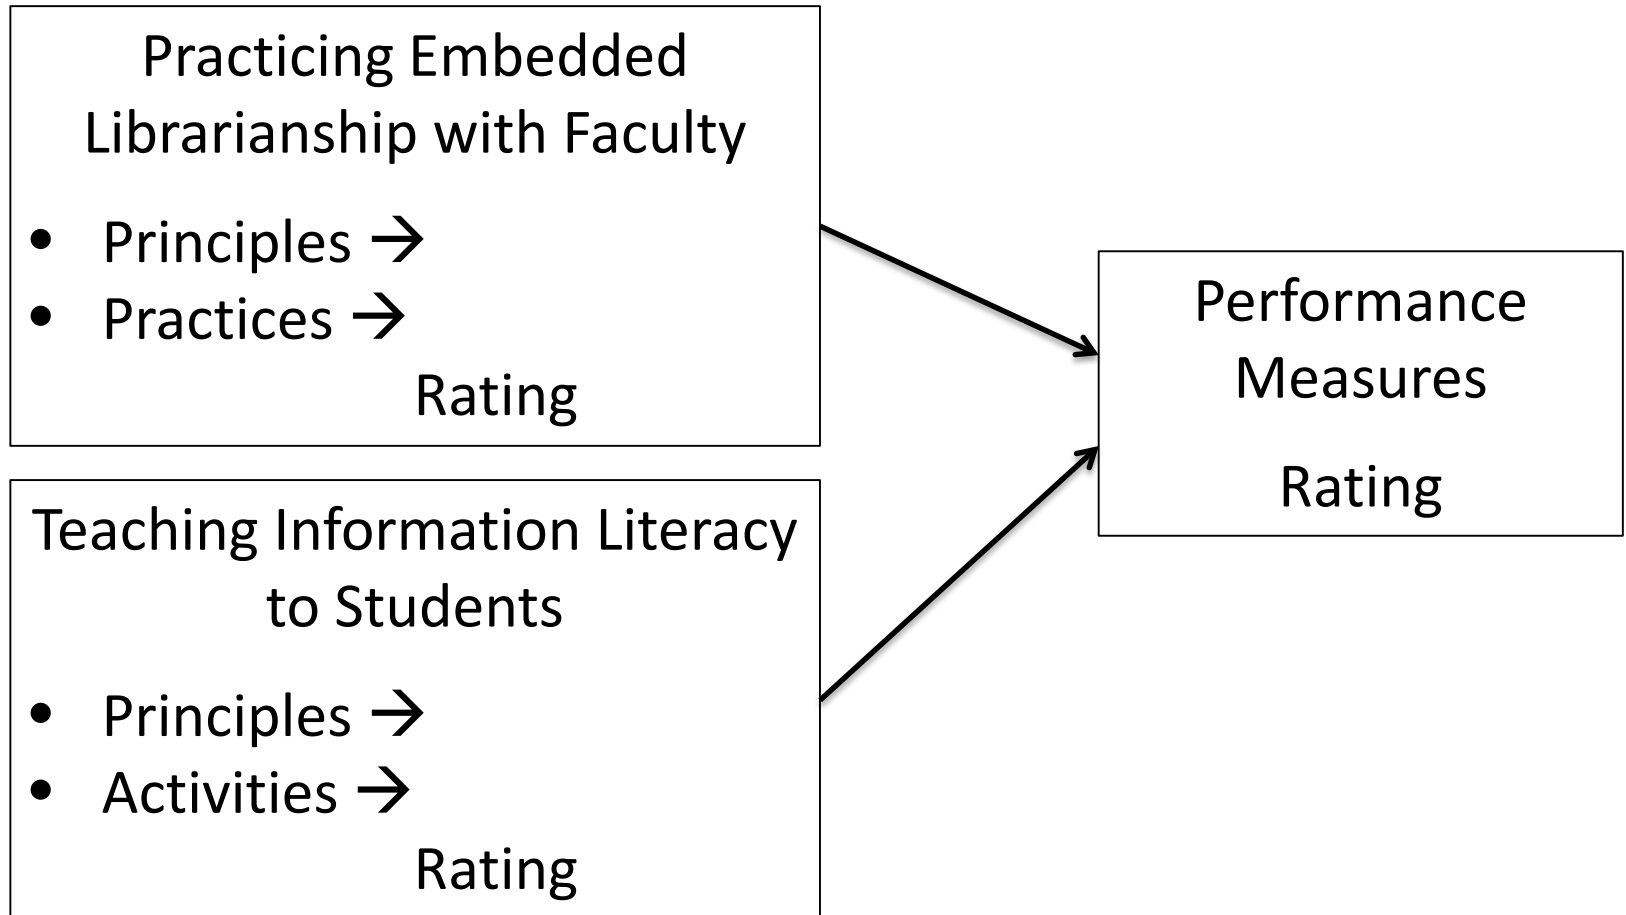 Practicing Embedded
Librarianship with Faculty
• Principles →
• Practices →
Rating
Teaching Information Literacy
to Students
• Principles →
• Activities →
Rating
Performance
Measures
Rating